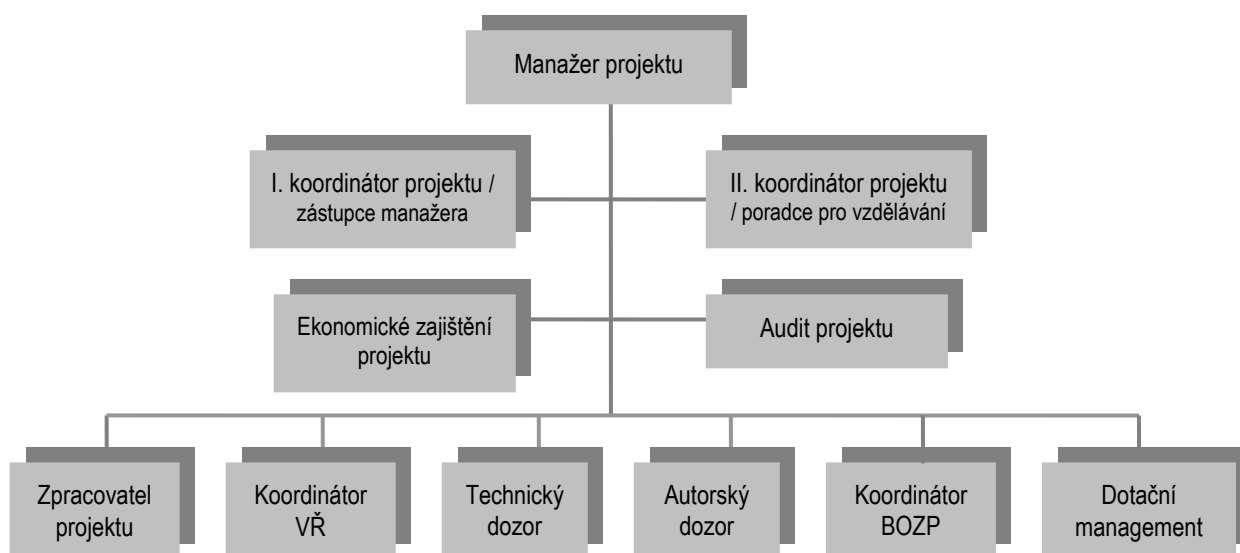 Manažer projektu
I. koordinátor projektu /
zástupce manažera
II. koordinátor projektu
/ poradce pro vzdělávání
Ekonomické zajištění
projektu
Audit projektu
Zpracovatel
projektu
Koordinátor
VŘ
Technický
dozor
Autorský
dozor
Koordinátor
BOZP
Dotační
management